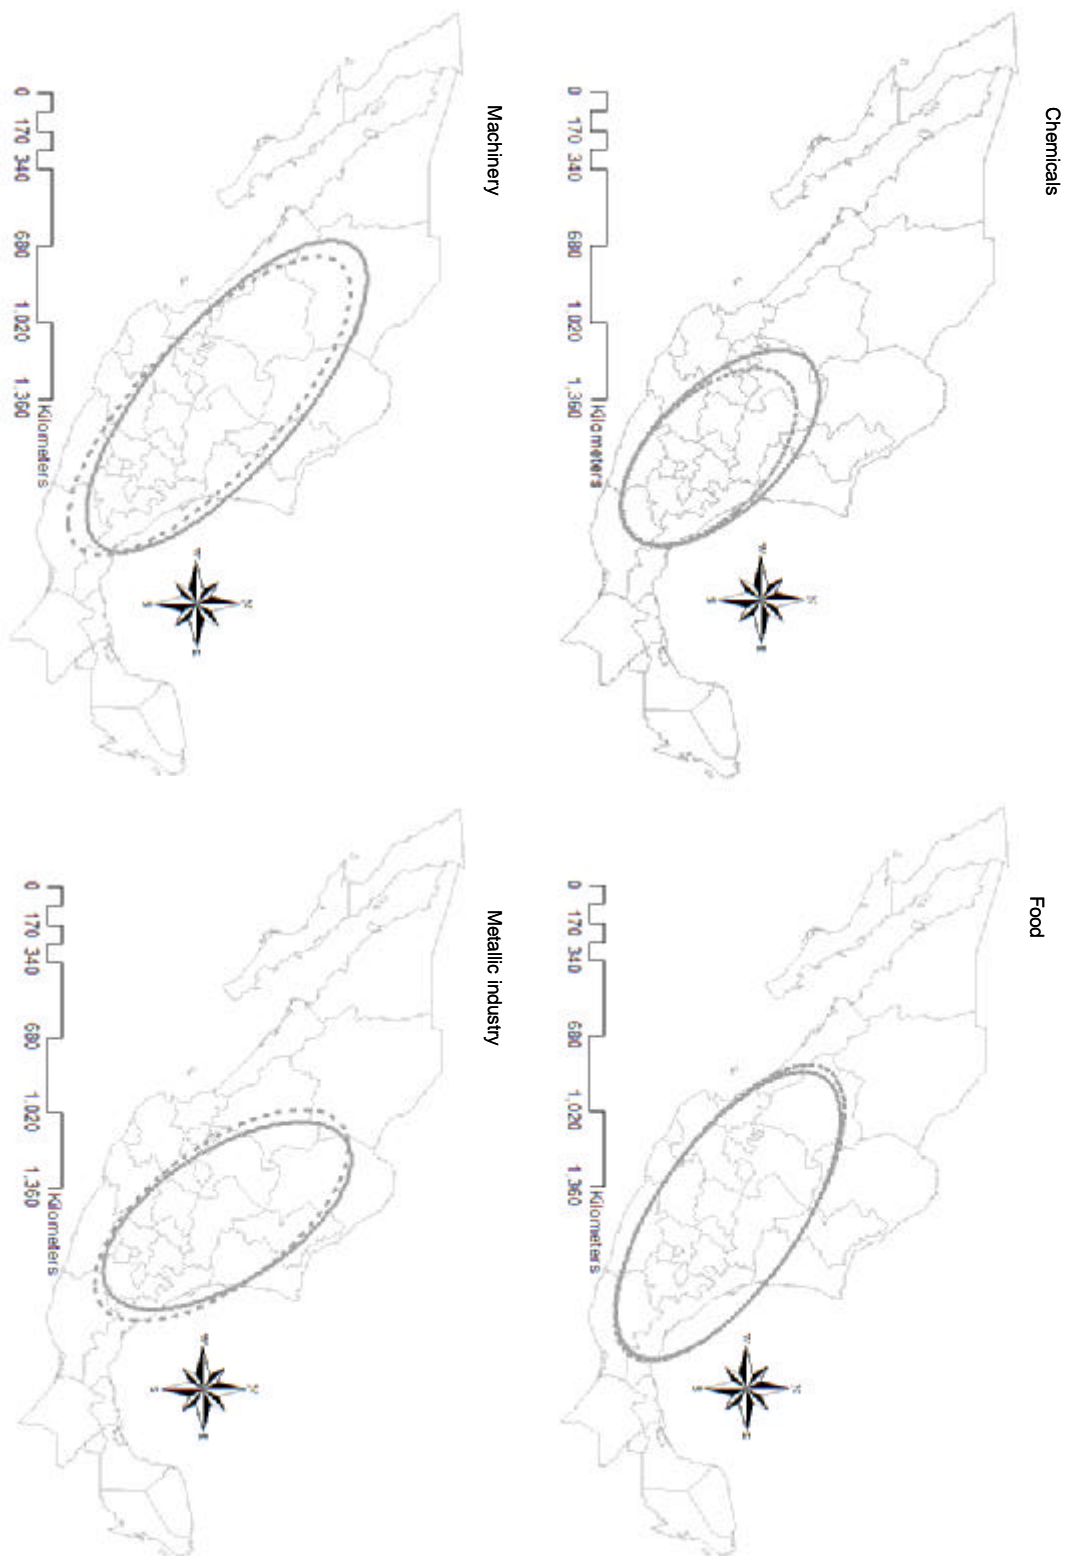 Chemicals
N
W E
S
Kilometers
0 170 340 680 1,020 1,360
Food
N
W E
S
Kilometers
0 170 340 680 1,020 1,360
Machinery
N
W E
S
Kilometers
0 170 340 680 1,020 1,360
Metallic industry
N
W E
S
Kilometers
0 170 340 680 1,020 1,360